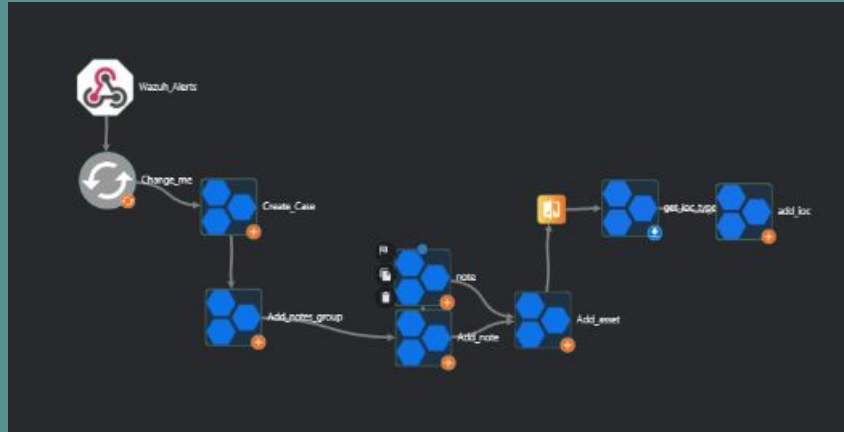 Wazuh_Alerts
Change_me
Create_Case
Add_notes_group
note
Add_note
Add_asset
get_ioc_type
add_ioc